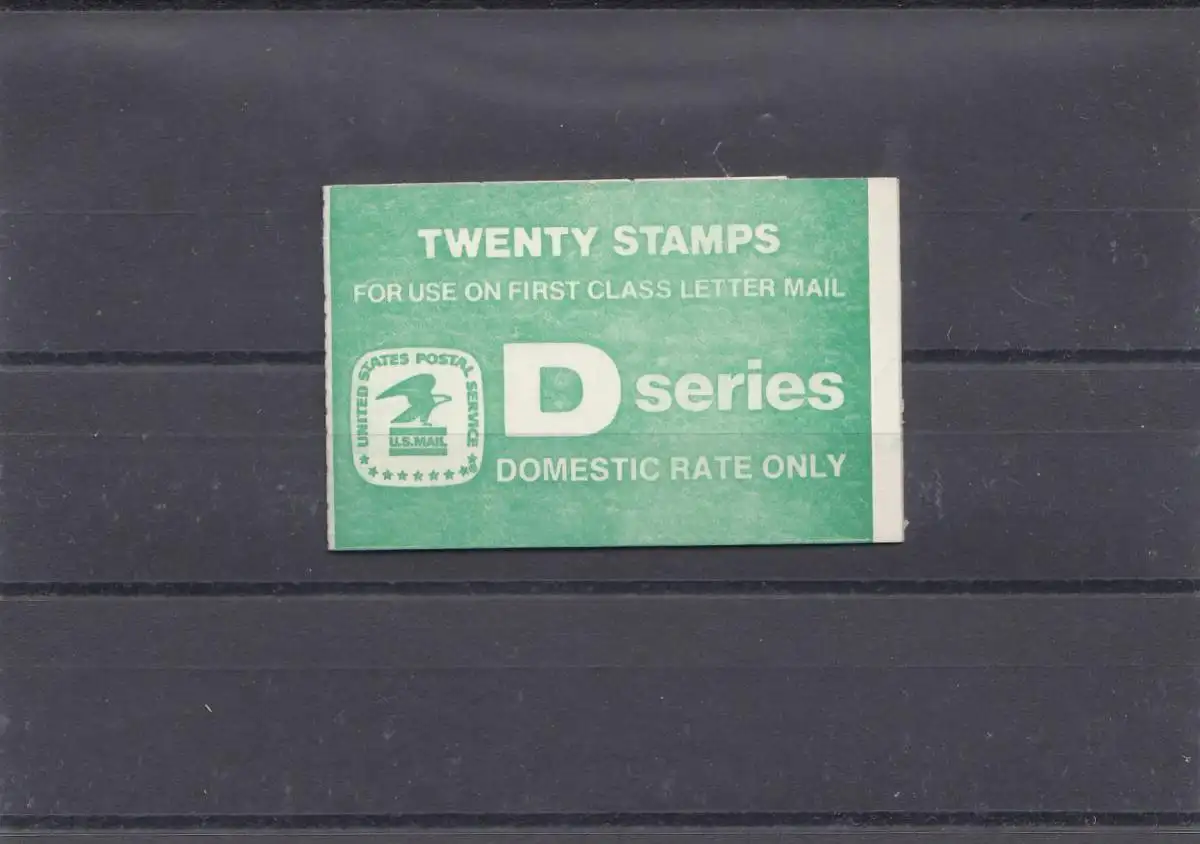 TWENTY STAMPS
FOR USE ON FIRST CLASS LETTER MAIL
UNITED STATES POSTAL SERVICE
U.S.MAIL
D series
DOMESTIC RATE ONLY